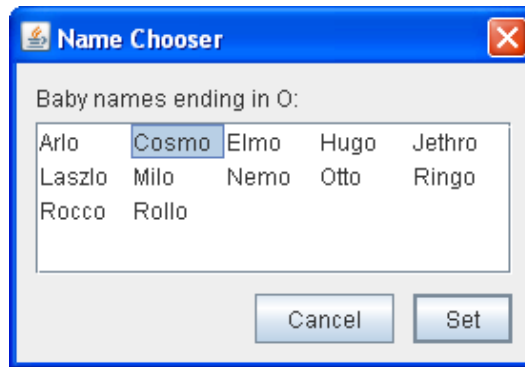 Name Chooser
Baby names ending in O:
Arlo Cosmo Elmo Hugo Jethro
Laszlo Milo Nemo Otto Ringo
Rocco Rollo
Cancel Set